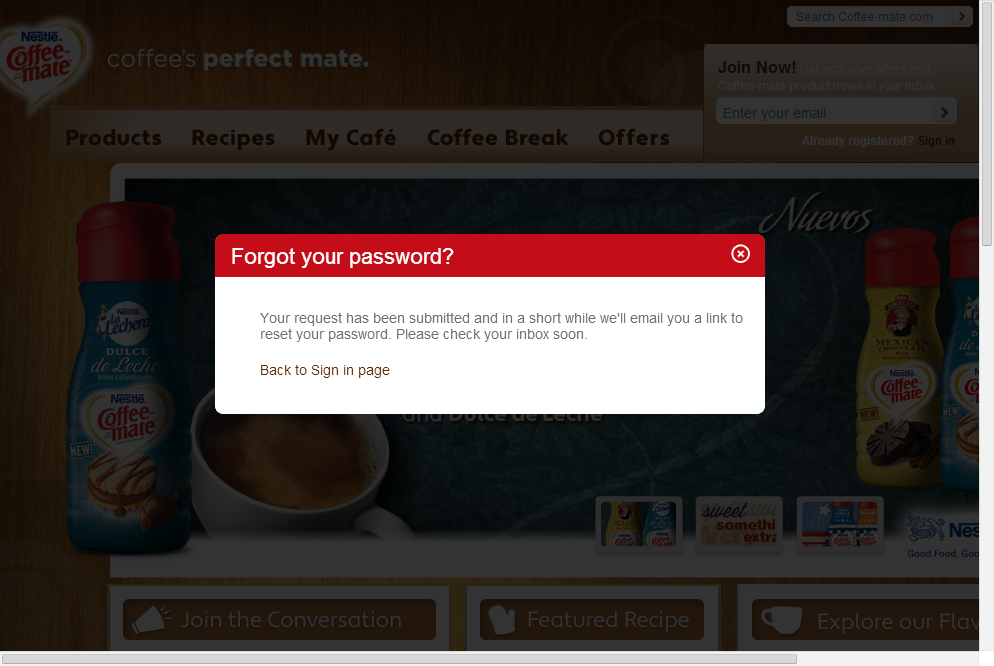 Search Coffee-mate.com
Nestlé.
Coffee-
mate
coffee's perfect mate.
Join Now! Get exclusive offers and
Coffee-mate product news in your inbox.
Enter your email
Already registered? Sign in
Products
Recipes
My Café
Coffee Break
Offers
Nuevos
Forgot your password?
Your request has been submitted and in a short while we'll email you a link to
reset your password. Please check your inbox soon.
Back to Sign in page
and Dulce de Leche
La
Lechera
DULCE
de Leche
Nestlé.
Coffee-
mate
NEW!
MEXICAN
CHOCOLATE
Nestlé
Coffee-
mate
NEW!
NEW!
sweet
somethi
extra
Nes
Good Food, Goo
Join the Conversation
Featured Recipe
Explore our Flav